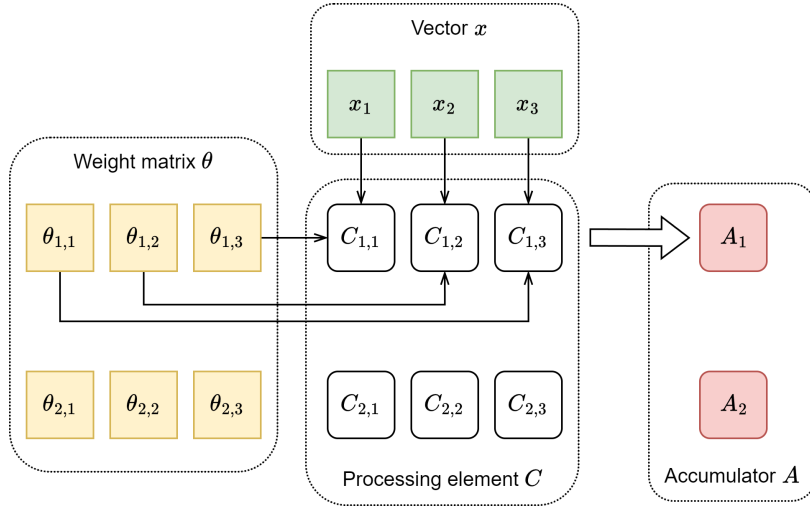 Vector x
x₁ x₂ x₃
Weight matrix θ
θ₁,₁ θ₁,₂ θ₁,₃ C₁,₁ C₁,₂ C₁,₃ A₁
θ₂,₁ θ₂,₂ θ₂,₃ C₂,₁ C₂,₂ C₂,₃ A₂
Processing element C
Accumulator A